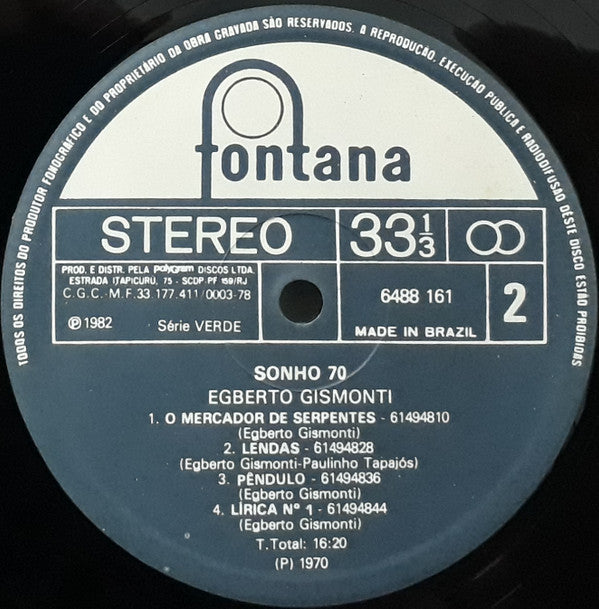 TODOS OS DIREITOS DO PRODUTOR FONOGRÁFICO E DO PROPRIETÁRIO DA OBRA GRAVADA SÃO RESERVADOS. A REPRODUÇÃO, EXECUÇÃO PÚBLICA E RADIODIFUSÃO DESTE DISCO ESTÃO PROIBIDAS
fontana
STEREO
33 1/3
PROD. E DISTR. PELA polygram DISCOS LTDA.
ESTRADA ITAPICURU, 75 - SCDP. PF 159/RJ
C.G.C.-M.F.33.177.411/0003-78
℗ 1982 Série VERDE
6488 161
MADE IN BRAZIL
2
SONHO 70
EGBERTO GISMONTI
1. O MERCADOR DE SERPENTES - 61494810
(Egberto Gismonti)
2. LENDAS - 61494828
(Egberto Gismonti-Paulinho Tapajós)
3. PÊNDULO - 61494836
(Egberto Gismonti)
4. LÍRICA Nº 1 - 61494844
(Egberto Gismonti)
T.Total: 16:20
(P) 1970